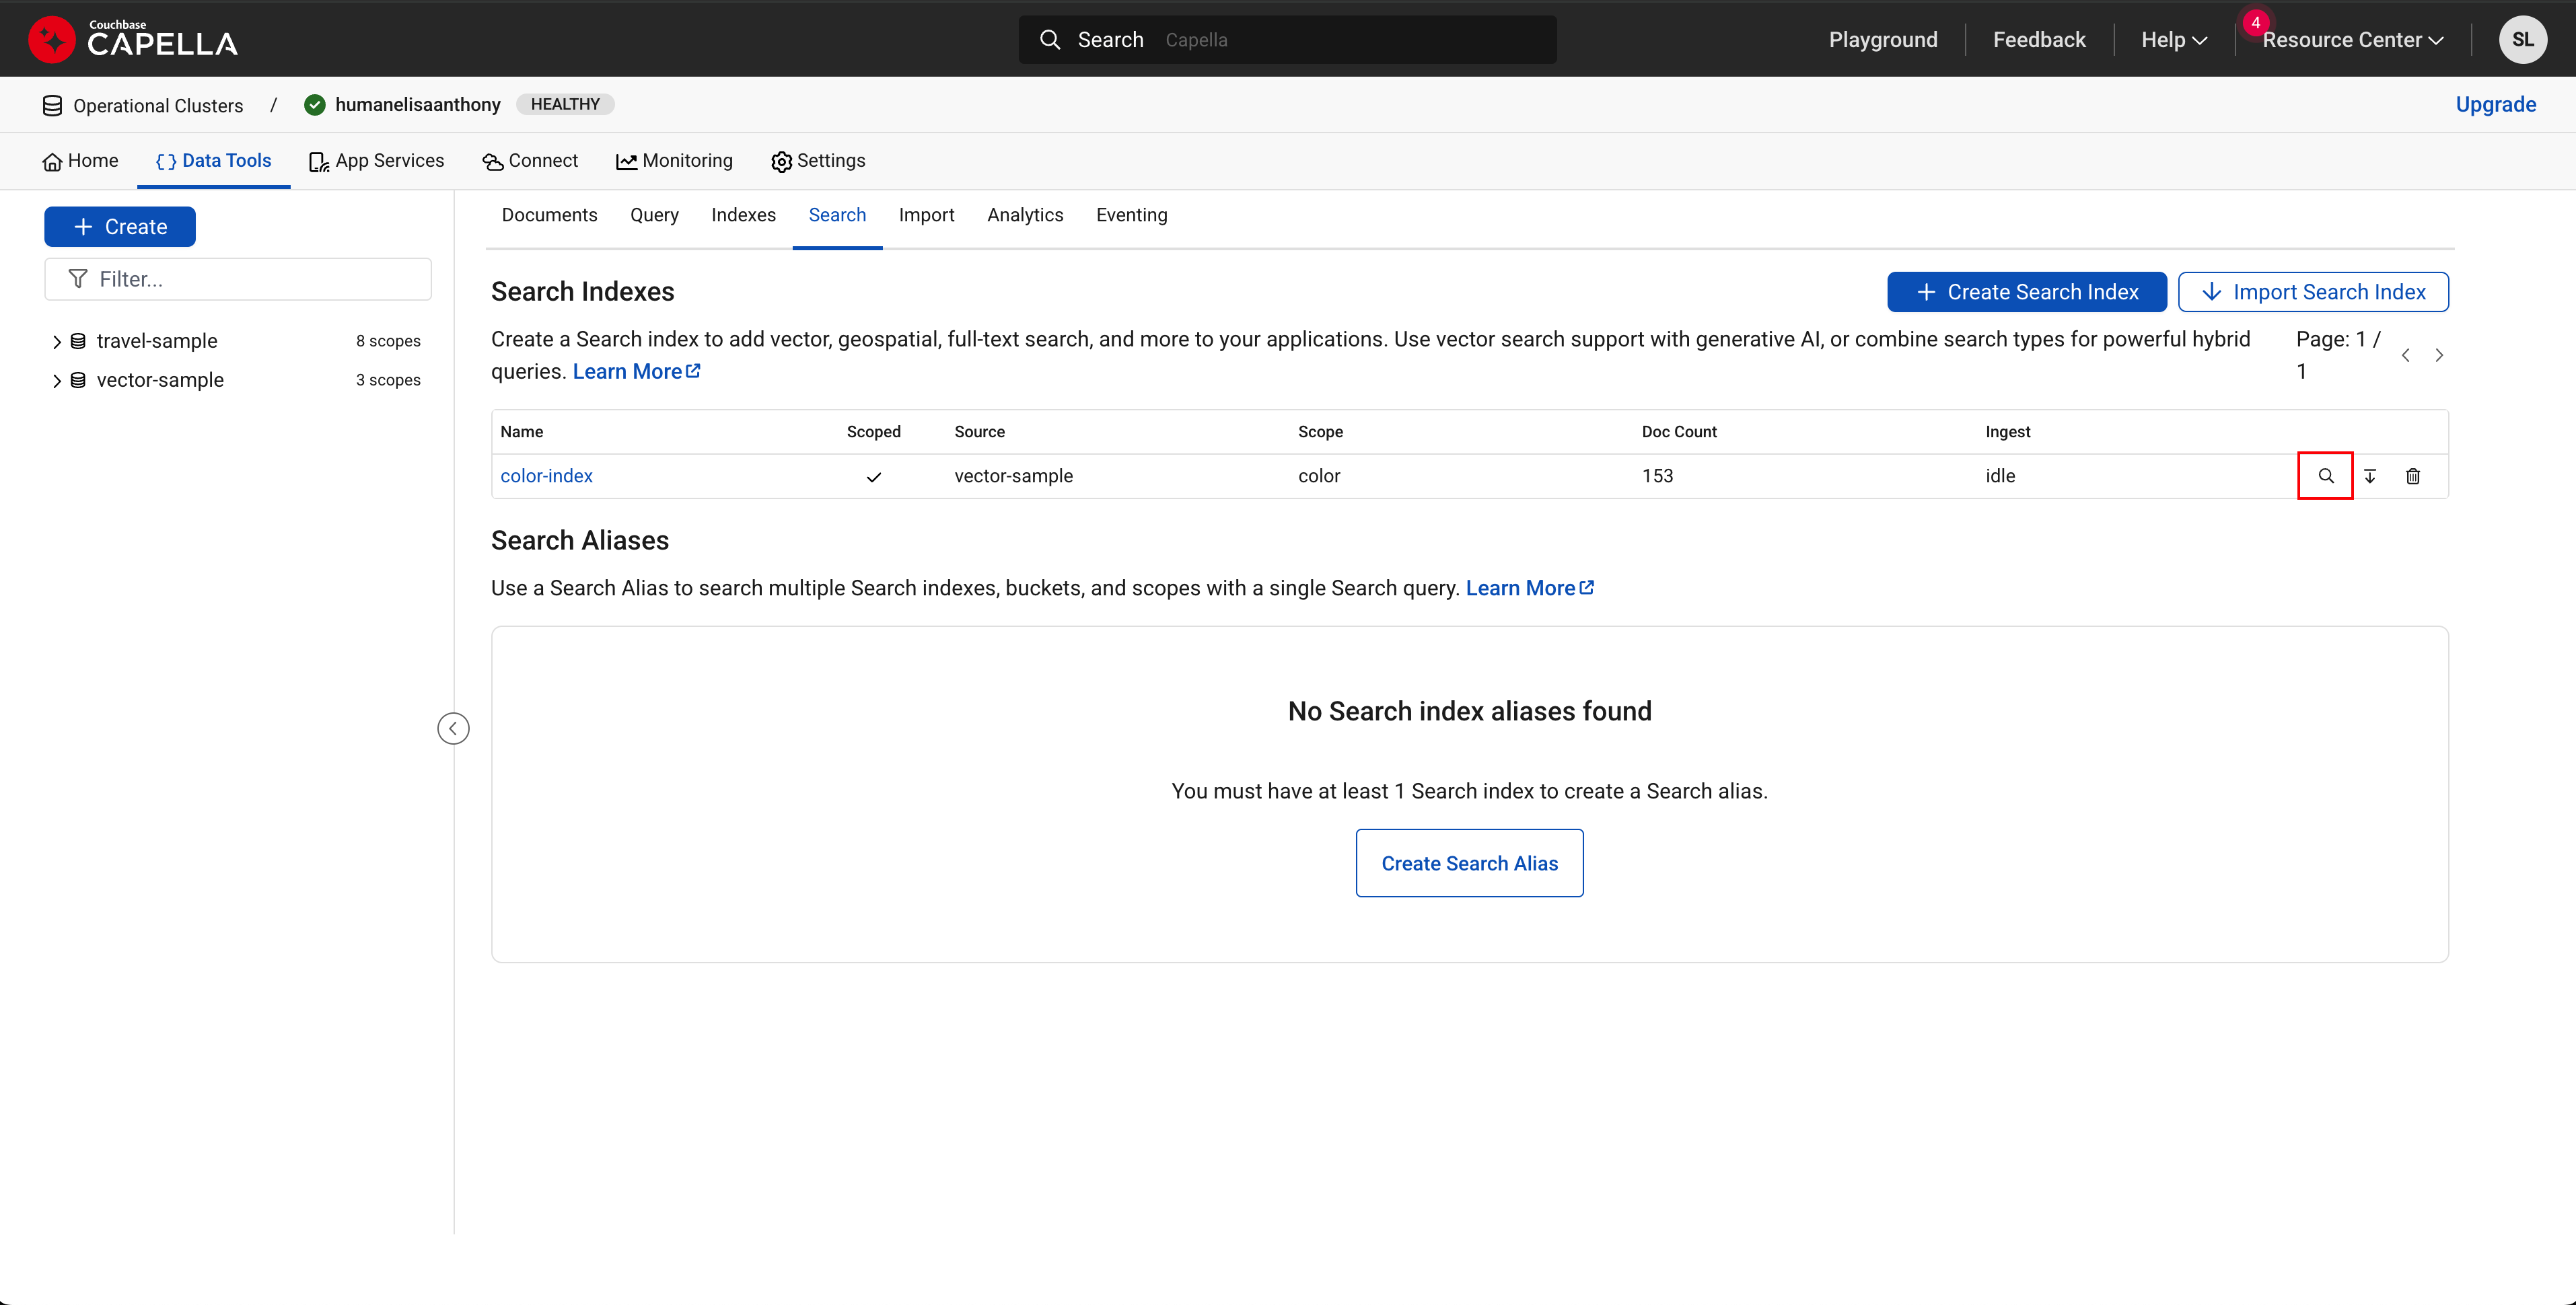 Couchbase
CAPELLA
Search Capella
Playground
Feedback
Help
4
Resource Center
SL
Operational Clusters / humanelisaanthony HEALTHY
Upgrade
Home
Data Tools
App Services
Connect
Monitoring
Settings
+ Create
Filter...
travel-sample 8 scopes
vector-sample 3 scopes
Documents Query Indexes Search Import Analytics Eventing
Search Indexes
+ Create Search Index
Import Search Index
Create a Search index to add vector, geospatial, full-text search, and more to your applications. Use vector search support with generative AI, or combine search types for powerful hybrid
queries. Learn More
Page: 1 /
1
Name Scoped Source Scope Doc Count Ingest
color-index vector-sample color 153 idle
Search Aliases
Use a Search Alias to search multiple Search indexes, buckets, and scopes with a single Search query. Learn More
No Search index aliases found
You must have at least 1 Search index to create a Search alias.
Create Search Alias